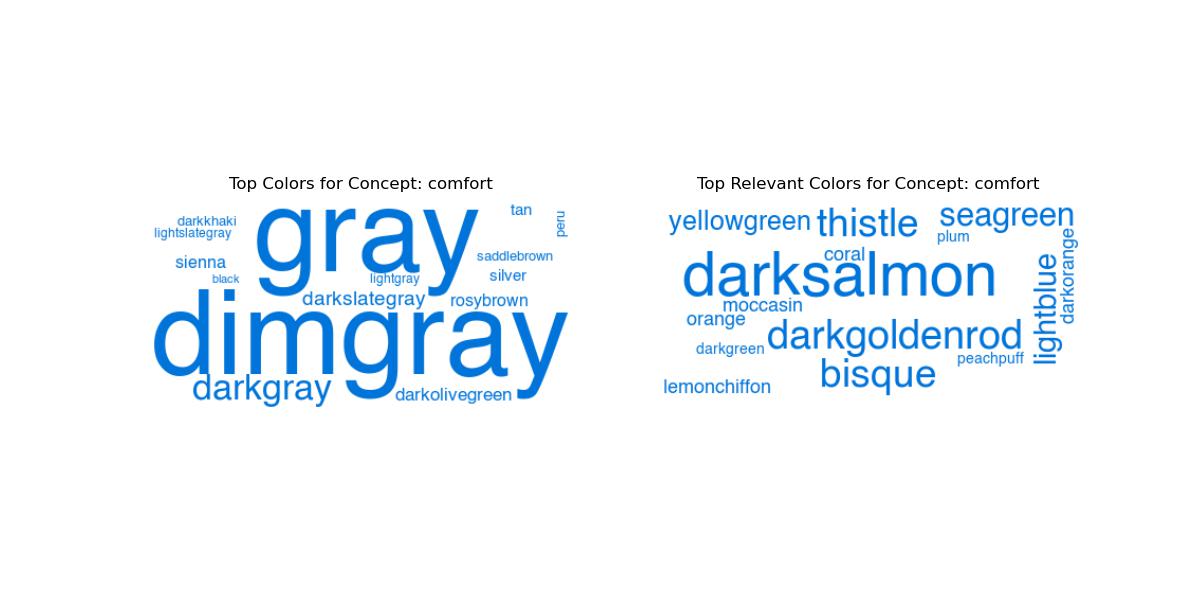 Top Colors for Concept: comfort
gray
tan
peru
darkkhaki
lightslategray
saddlebrown
sienna
silver
black
lightgray
darkslategray
rosybrown
dimgray
darkgray
darkolivegreen
Top Relevant Colors for Concept: comfort
yellowgreen
thistle
seagreen
plum
coral
darksalmon
lightblue
darkorange
moccasin
orange
darkgoldenrod
darkgreen
peachpuff
bisque
lemonchiffon